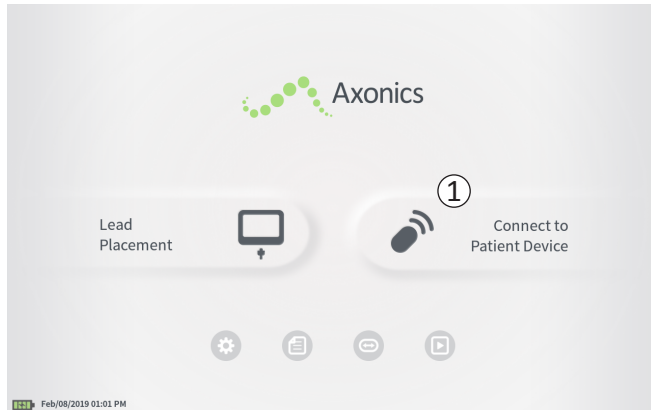 Axonics
①
Lead
Placement
Connect to
Patient Device
Feb/08/2019 01:01 PM